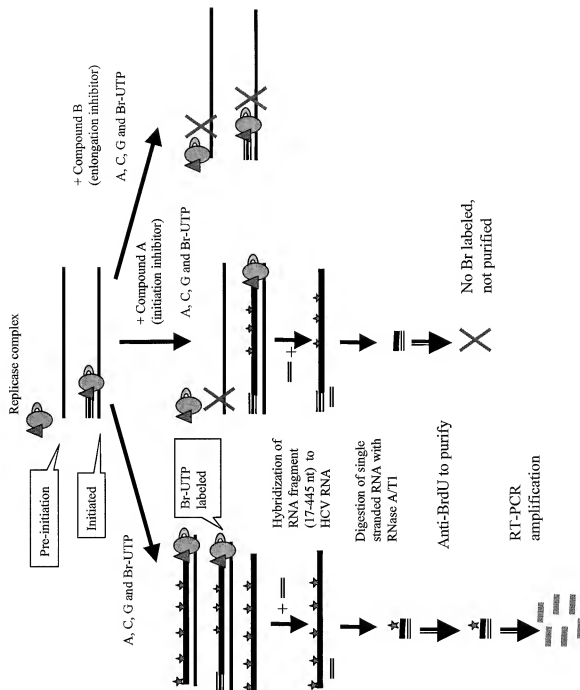 Replicase complex
Pre-initiation
Initiated
A, C, G and Br-UTP
+ Compound A
(initiation inhibitor)
A, C, G and Br-UTP
+ Compound B
(enlongation inhibitor)
A, C, G and Br-UTP
Br-UTP
labeled
+
Hybridization of
RNA fragment
(17-445 nt) to
HCV RNA
+
Digestion of single
stranded RNA with
RNase A/T1
Anti-BrdU to purify
No Br labeled,
not purified
RT-PCR
amplification